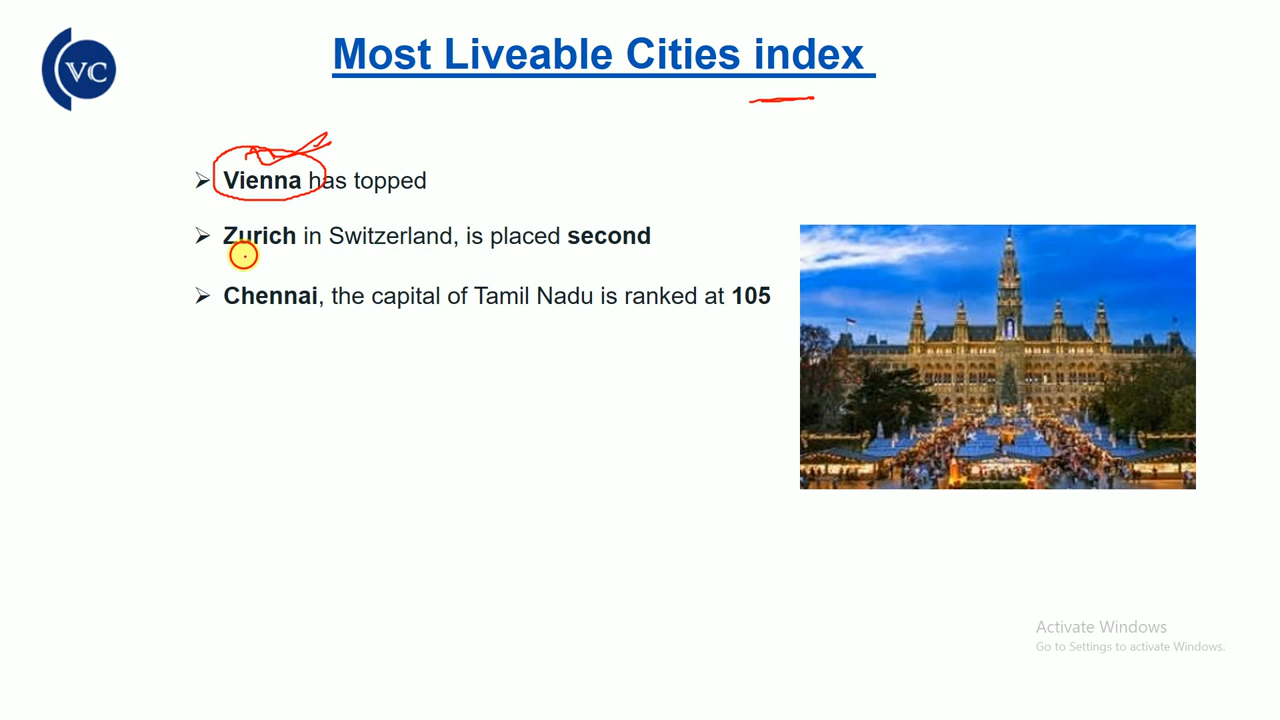 VC
Most Liveable Cities index
Vienna has topped
Zurich in Switzerland, is placed second
Chennai, the capital of Tamil Nadu is ranked at 105
Activate Windows
Go to Settings to activate Windows.